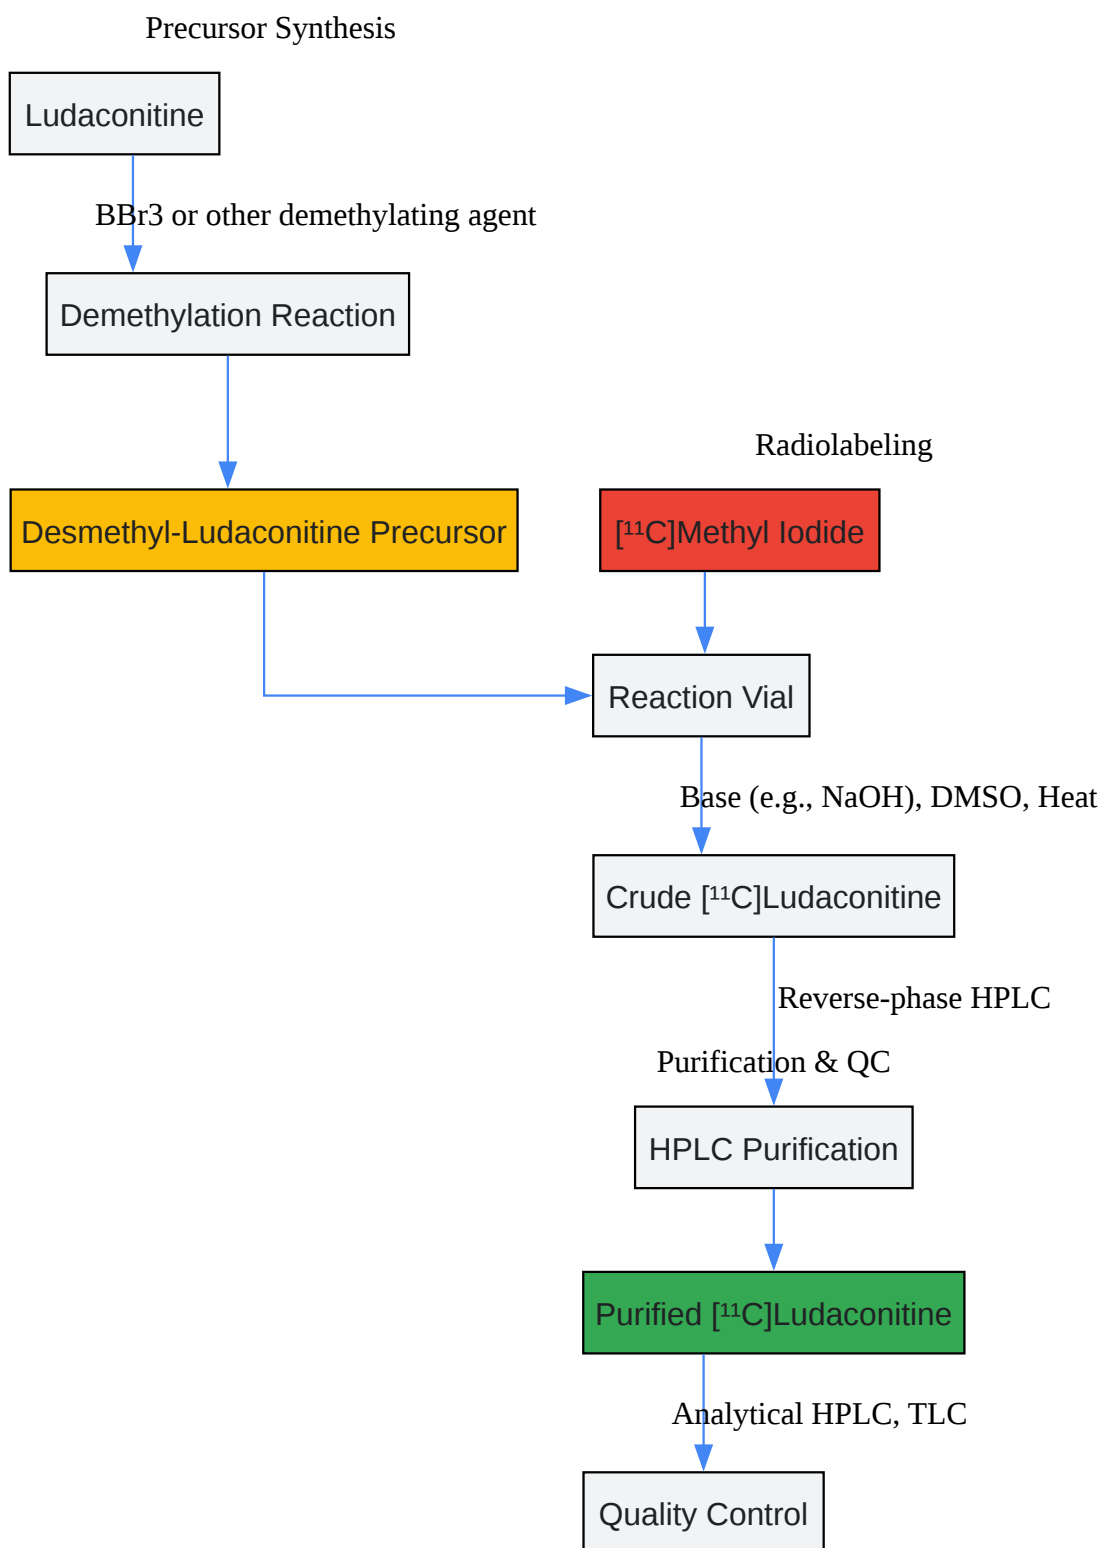 Precursor Synthesis
Ludaconitine
BBr3 or other demethylating agent
Demethylation Reaction
Radiolabeling
Desmethyl-Ludaconitine Precursor
[¹¹C]Methyl Iodide
Reaction Vial
Base (e.g., NaOH), DMSO, Heat
Crude [¹¹C]Ludaconitine
Reverse-phase HPLC
Purification & QC
HPLC Purification
Purified [¹¹C]Ludaconitine
Analytical HPLC, TLC
Quality Control